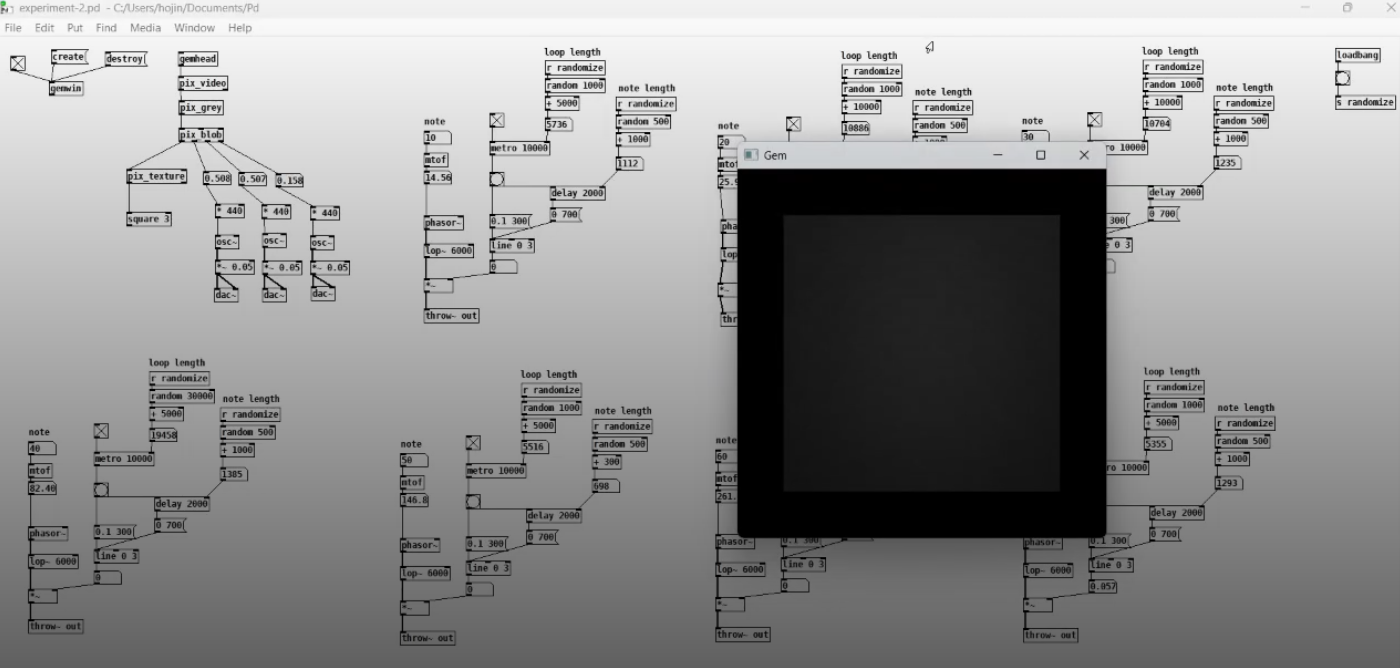 experiment-2.pd - C:/Users/hojin/Documents/Pd
File Edit Put Find Media Window Help
create
destroy
gemwin
gemhead
pix_video
pix_grey
pix_blob
pix_texture
0.508
0.507
0.158
square 3
* 440
* 440
* 440
osc~
osc~
osc~
*~ 0.05
*~ 0.05
*~ 0.05
dac~
dac~
dac~
loop length
r randomize
random 1000
+ 5000
5736
note length
r randomize
random 500
+ 1000
1112
note
10
mtof
14.56
metro 10000
delay 2000
0 700
phasor~
0.1 300
lop~ 6000
line 0 3
0
*~
throw~ out
loop length
r randomize
random 1000
+ 10000
10886
note length
r randomize
random 500
note
20
Gem
loop length
r randomize
random 1000
+ 10000
10704
note length
r randomize
random 500
+ 1000
1235
note
30
delay 2000
0 700
loadbang
s randomize
loop length
r randomize
random 30000
+ 5000
19458
note length
r randomize
random 500
+ 1000
1385
note
40
mtof
82.40
metro 10000
delay 2000
0 700
phasor~
0.1 300
lop~ 6000
line 0 3
0
*~
throw~ out
loop length
r randomize
random 1000
+ 5000
5516
note length
r randomize
random 500
+ 300
698
note
50
mtof
146.8
metro 10000
delay 2000
0 700
phasor~
0.1 300
lop~ 6000
line 0 3
0
*~
throw~ out
note
60
261.
phasor~
0.1 300
lop~ 6000
line 0 3
0
*~
throw~ out
loop length
r randomize
random 1000
+ 5000
5355
note length
r randomize
random 500
+ 1000
1293
delay 2000
0 700
phasor~
0.1 300
lop~ 6000
line 0 3
0.057
*~
throw~ out